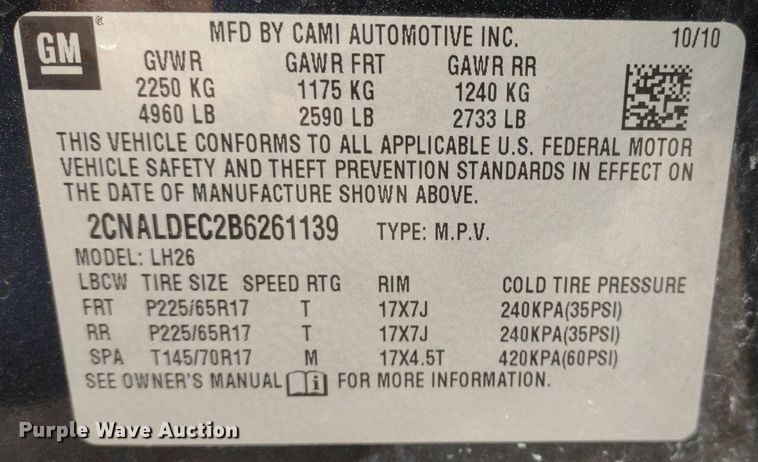 GM ®
MFD BY CAMI AUTOMOTIVE INC. 10/10
GVWR GAWR FRT GAWR RR
2250 KG 1175 KG 1240 KG
4960 LB 2590 LB 2733 LB
THIS VEHICLE CONFORMS TO ALL APPLICABLE U.S. FEDERAL MOTOR
VEHICLE SAFETY AND THEFT PREVENTION STANDARDS IN EFFECT ON
THE DATE OF MANUFACTURE SHOWN ABOVE.
2CNALDEC2B6261139 TYPE: M.P.V.
MODEL: LH26
LBCW TIRE SIZE SPEED RTG RIM COLD TIRE PRESSURE
FRT P225/65R17 T 17X7J 240KPA(35PSI)
RR P225/65R17 T 17X7J 240KPA(35PSI)
SPA T145/70R17 M 17X4.5T 420KPA(60PSI)
SEE OWNER'S MANUAL i FOR MORE INFORMATION.
Purple Wave Auction